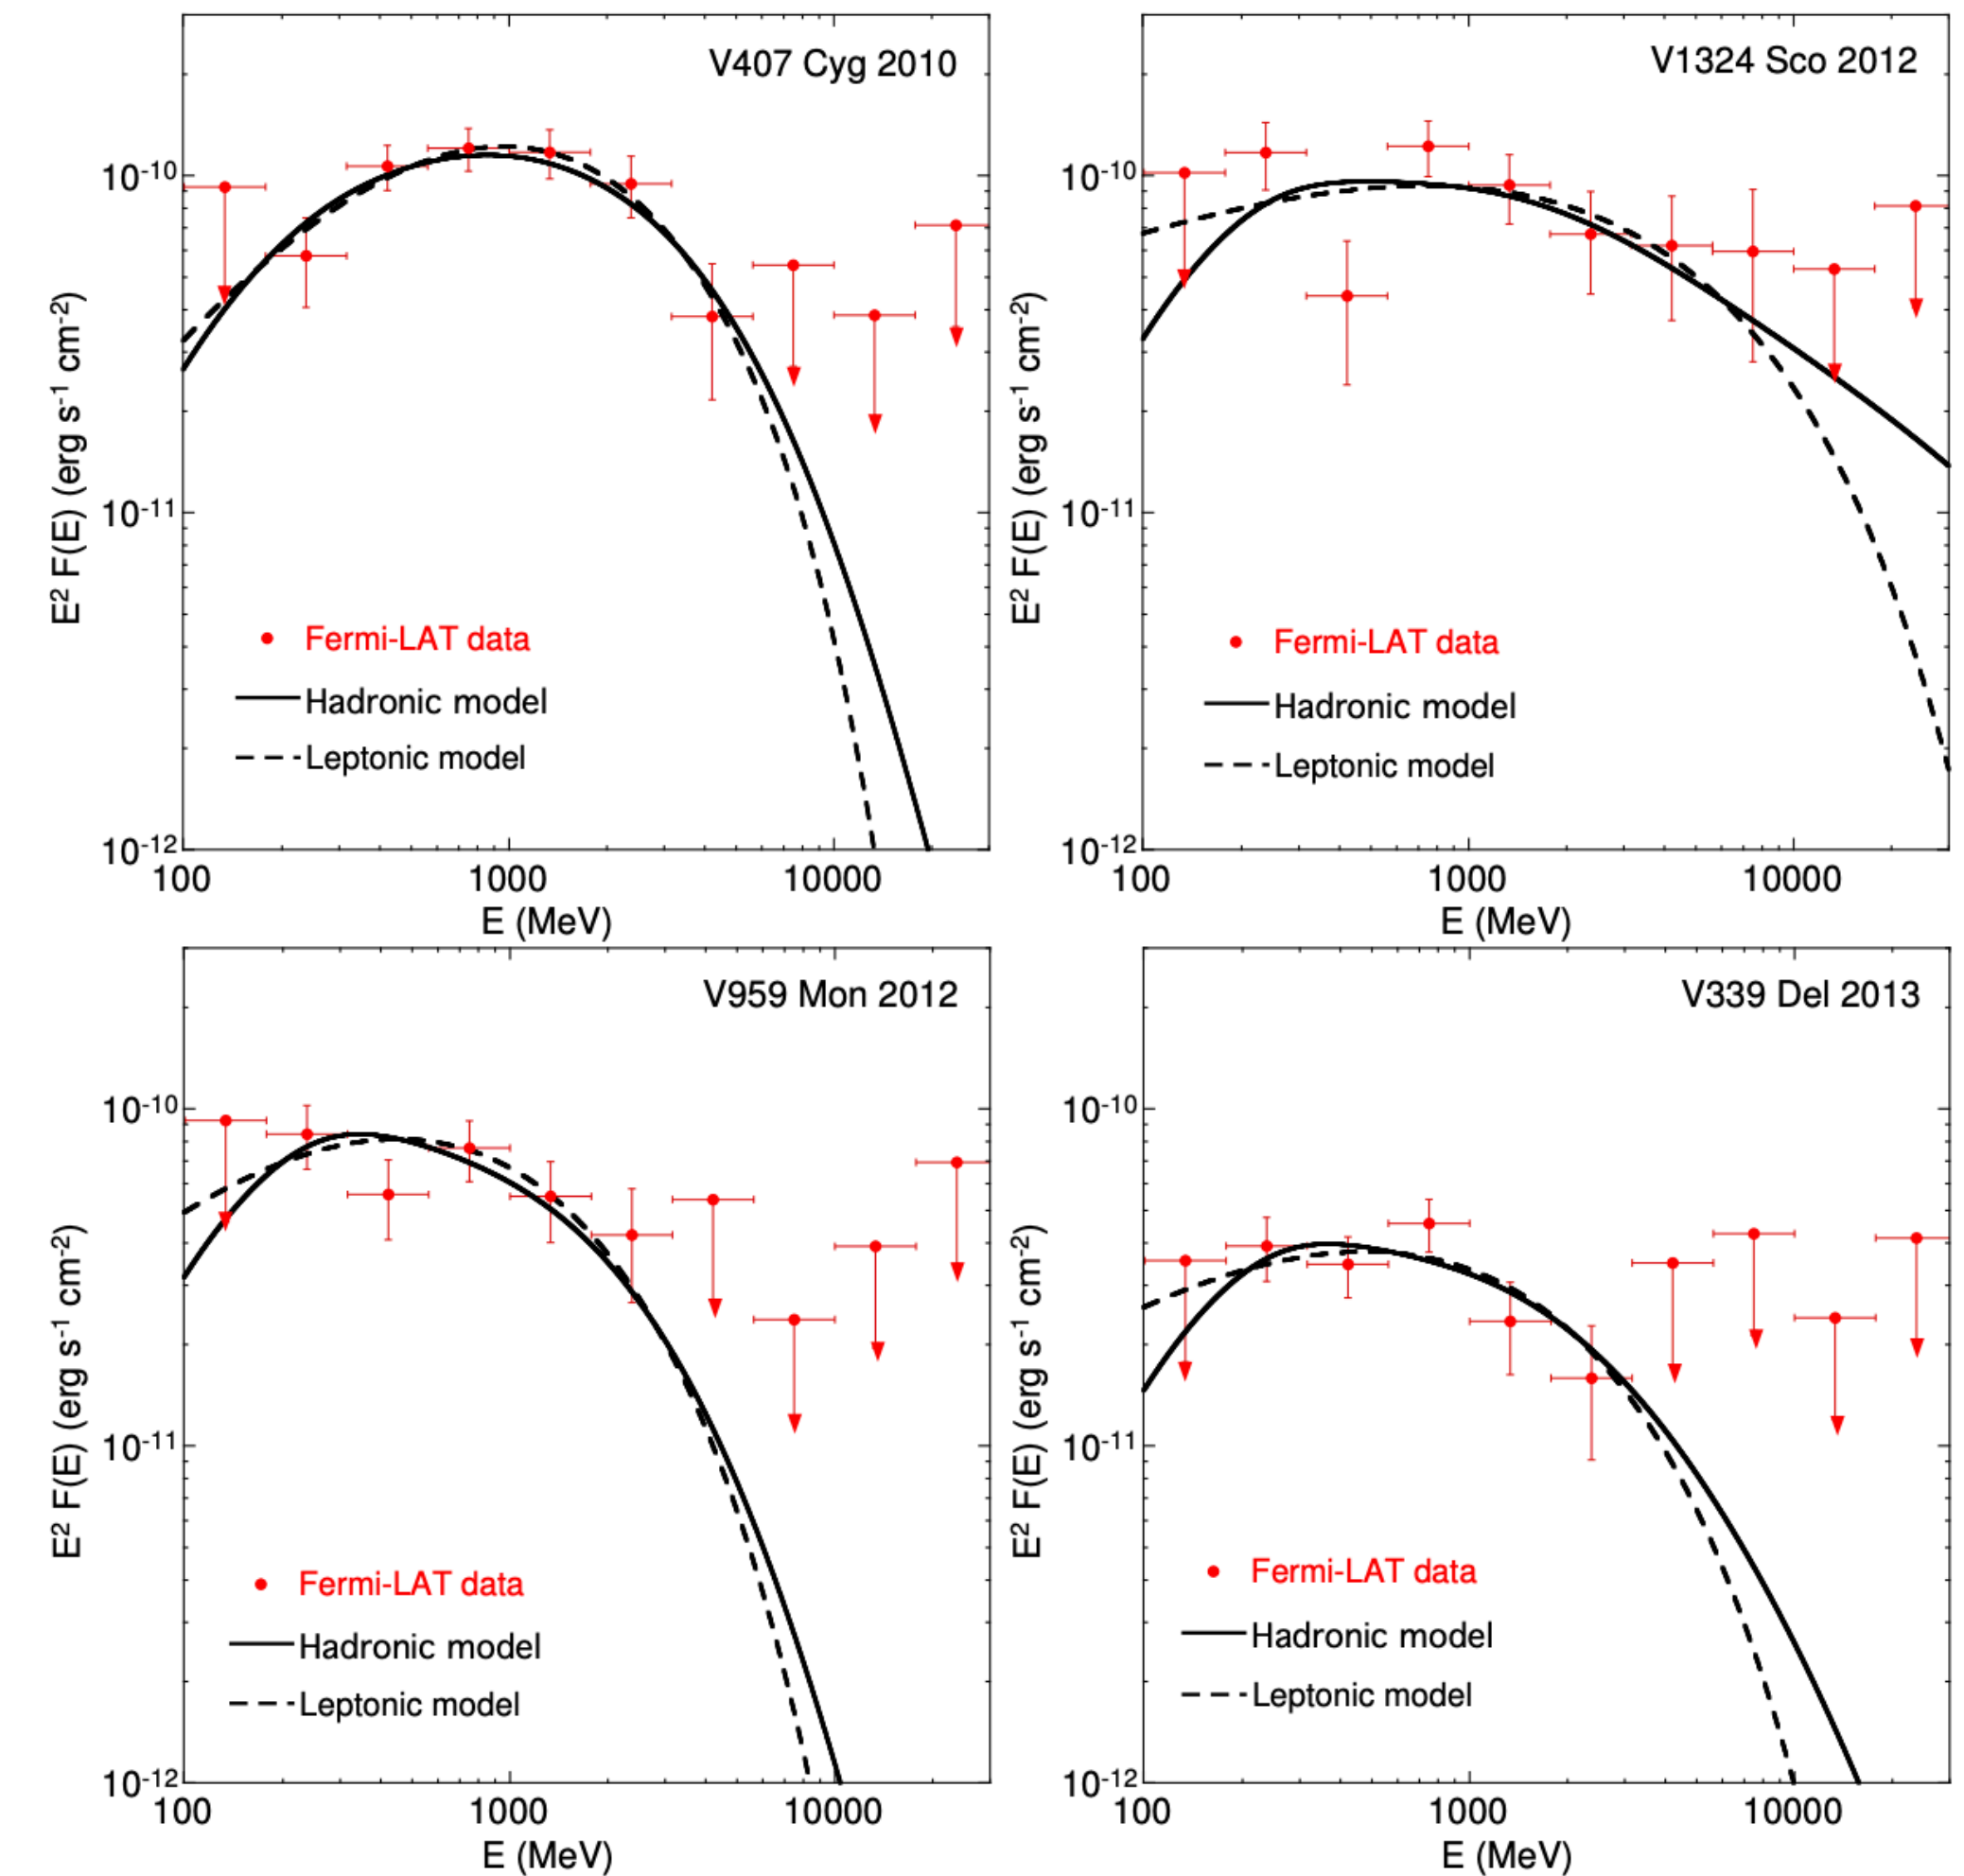 V407 Cyg 2010
E² F(E) (erg s⁻¹ cm⁻²)
10⁻¹⁰
10⁻¹¹
10⁻¹²
Fermi-LAT data
Hadronic model
Leptonic model
100 1000 10000
E (MeV)
V1324 Sco 2012
E² F(E) (erg s⁻¹ cm⁻²)
10⁻¹⁰
10⁻¹¹
10⁻¹²
Fermi-LAT data
Hadronic model
Leptonic model
100 1000 10000
E (MeV)
V959 Mon 2012
E² F(E) (erg s⁻¹ cm⁻²)
10⁻¹⁰
10⁻¹¹
10⁻¹²
Fermi-LAT data
Hadronic model
Leptonic model
100 1000 10000
E (MeV)
V339 Del 2013
E² F(E) (erg s⁻¹ cm⁻²)
10⁻¹⁰
10⁻¹¹
10⁻¹²
Fermi-LAT data
Hadronic model
Leptonic model
100 1000 10000
E (MeV)